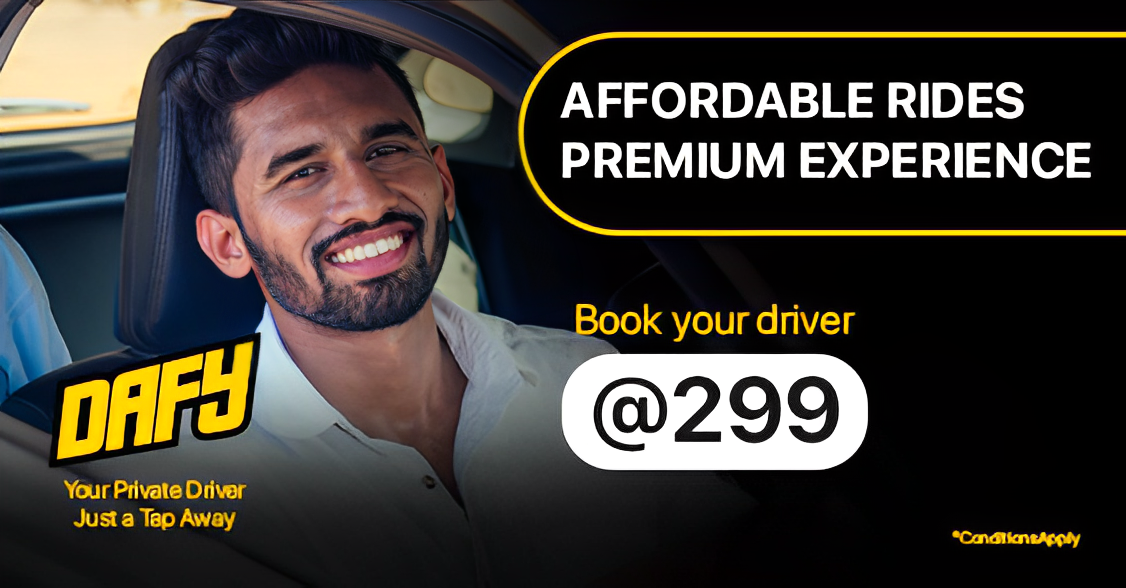 AFFORDABLE RIDES
PREMIUM EXPERIENCE
Book your driver
@299
DAFY
Your Private Driver
Just a Tap Away
*Conditions Apply